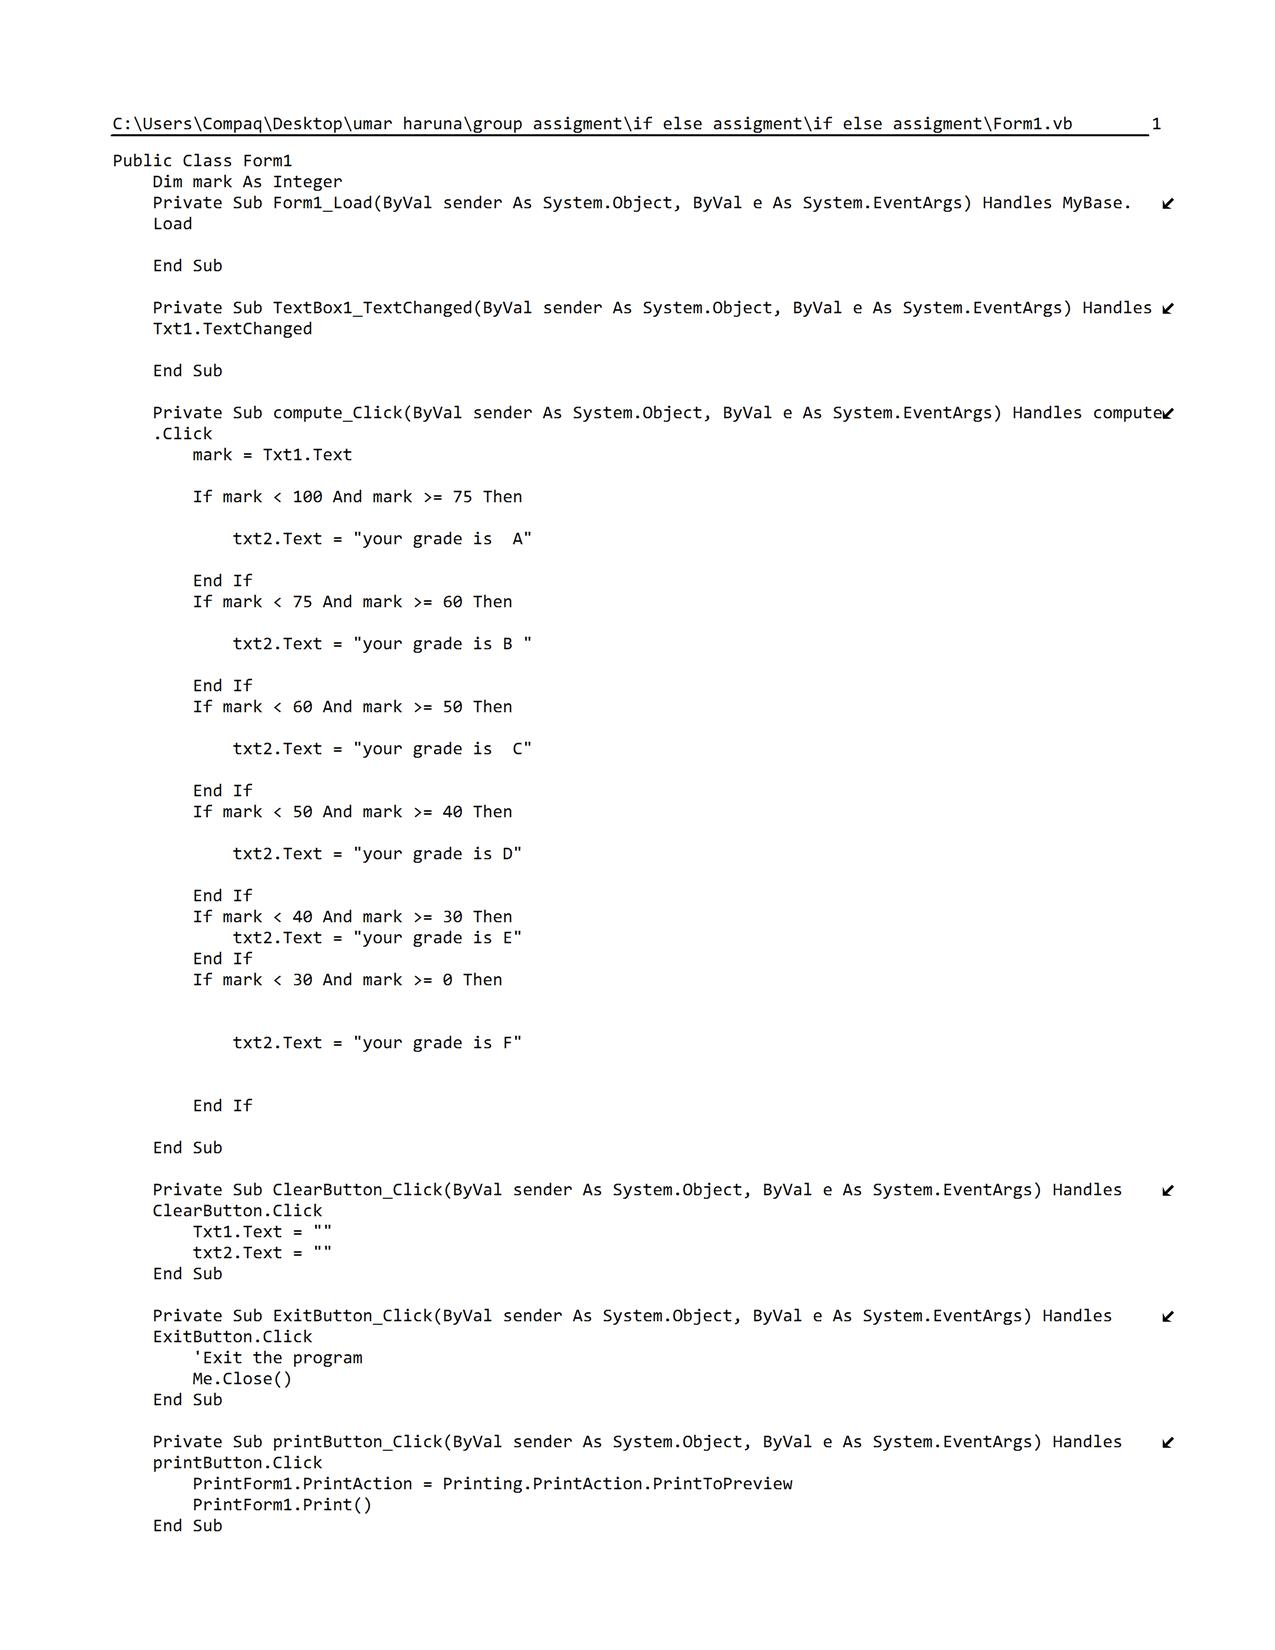 C:\Users\Compaq\Desktop\umar haruna\group assigment\if else assigment\if else assigment\Form1.vb 1
Public Class Form1
    Dim mark As Integer
    Private Sub Form1_Load(ByVal sender As System.Object, ByVal e As System.EventArgs) Handles MyBase. ↙
    Load

    End Sub

    Private Sub TextBox1_TextChanged(ByVal sender As System.Object, ByVal e As System.EventArgs) Handles ↙
    Txt1.TextChanged

    End Sub

    Private Sub compute_Click(ByVal sender As System.Object, ByVal e As System.EventArgs) Handles compute↙
    .Click
        mark = Txt1.Text

        If mark < 100 And mark >= 75 Then

            txt2.Text = "your grade is  A"

        End If
        If mark < 75 And mark >= 60 Then

            txt2.Text = "your grade is B "

        End If
        If mark < 60 And mark >= 50 Then

            txt2.Text = "your grade is  C"

        End If
        If mark < 50 And mark >= 40 Then

            txt2.Text = "your grade is D"

        End If
        If mark < 40 And mark >= 30 Then
            txt2.Text = "your grade is E"
        End If
        If mark < 30 And mark >= 0 Then


            txt2.Text = "your grade is F"


        End If

    End Sub

    Private Sub ClearButton_Click(ByVal sender As System.Object, ByVal e As System.EventArgs) Handles ↙
    ClearButton.Click
        Txt1.Text = ""
        txt2.Text = ""
    End Sub

    Private Sub ExitButton_Click(ByVal sender As System.Object, ByVal e As System.EventArgs) Handles ↙
    ExitButton.Click
        'Exit the program
        Me.Close()
    End Sub

    Private Sub printButton_Click(ByVal sender As System.Object, ByVal e As System.EventArgs) Handles ↙
    printButton.Click
        PrintForm1.PrintAction = Printing.PrintAction.PrintToPreview
        PrintForm1.Print()
    End Sub